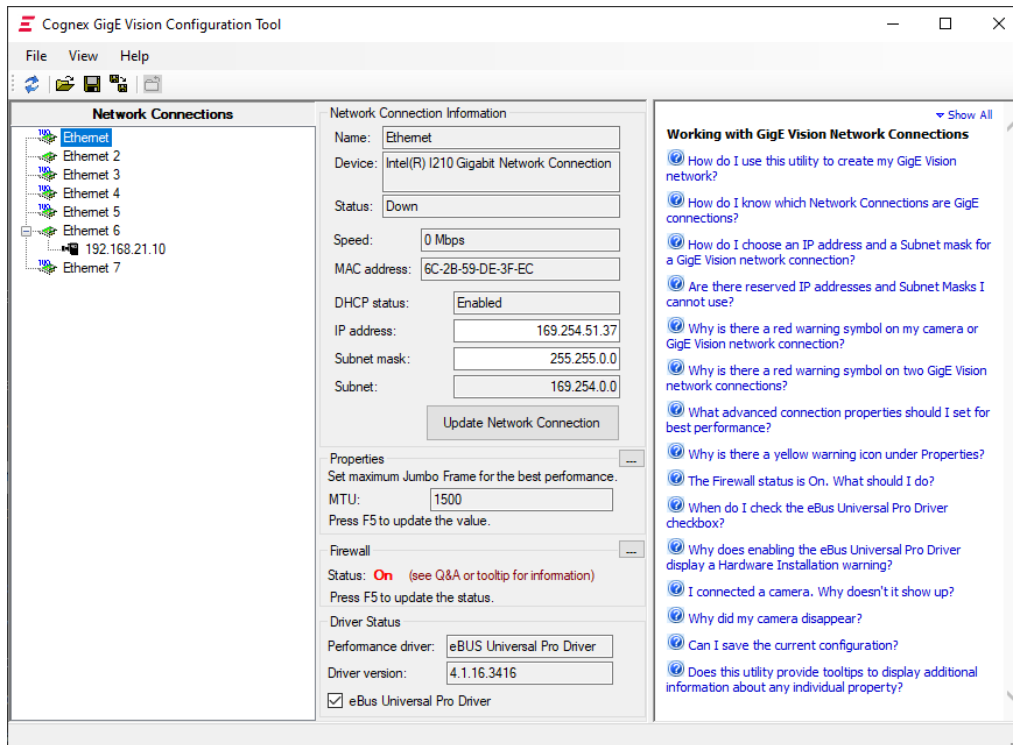 Cognex GigE Vision Configuration Tool
File View Help
Network Connections
Ethernet
Ethernet 2
Ethernet 3
Ethernet 4
Ethernet 5
Ethernet 6
192.168.21.10
Ethernet 7
Network Connection Information
Name: Ethernet
Device: Intel(R) I210 Gigabit Network Connection
Status: Down
Speed: 0 Mbps
MAC address: 6C-2B-59-DE-3F-EC
DHCP status: Enabled
IP address: 169.254.51.37
Subnet mask: 255.255.0.0
Subnet: 169.254.0.0
Update Network Connection
Properties ...
Set maximum Jumbo Frame for the best performance.
MTU: 1500
Press F5 to update the value.
Firewall ...
Status: On (see Q&A or tooltip for information)
Press F5 to update the status.
Driver Status
Performance driver: eBUS Universal Pro Driver
Driver version: 4.1.16.3416
eBus Universal Pro Driver
Show All
Working with GigE Vision Network Connections
How do I use this utility to create my GigE Vision
network?
How do I know which Network Connections are GigE
connections?
How do I choose an IP address and a Subnet mask for
a GigE Vision network connection?
Are there reserved IP addresses and Subnet Masks I
cannot use?
Why is there a red warning symbol on my camera or
GigE Vision network connection?
Why is there a red warning symbol on two GigE Vision
network connections?
What advanced connection properties should I set for
best performance?
Why is there a yellow warning icon under Properties?
The Firewall status is On. What should I do?
When do I check the eBus Universal Pro Driver
checkbox?
Why does enabling the eBus Universal Pro Driver
display a Hardware Installation warning?
I connected a camera. Why doesn't it show up?
Why did my camera disappear?
Can I save the current configuration?
Does this utility provide tooltips to display additional
information about any individual property?